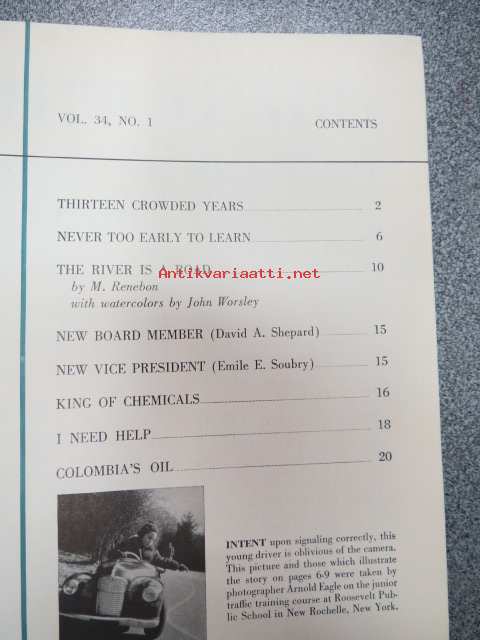 VOL. 34, NO. 1 CONTENTS
THIRTEEN CROWDED YEARS 2
NEVER TOO EARLY TO LEARN 6
THE RIVER IS A ROAD 10
Antikvariaatti.net
by M. Renebon
with watercolors by John Worsley
NEW BOARD MEMBER (David A. Shepard) 15
NEW VICE PRESIDENT (Emile E. Soubry) 15
KING OF CHEMICALS 16
I NEED HELP 18
COLOMBIA'S OIL 20
INTENT upon signaling correctly, this
young driver is oblivious of the camera.
This picture and those which illustrate
the story on pages 6-9 were taken by
photographer Arnold Eagle on the junior
traffic training course at Roosevelt Pub-
lic School in New Rochelle, New York.